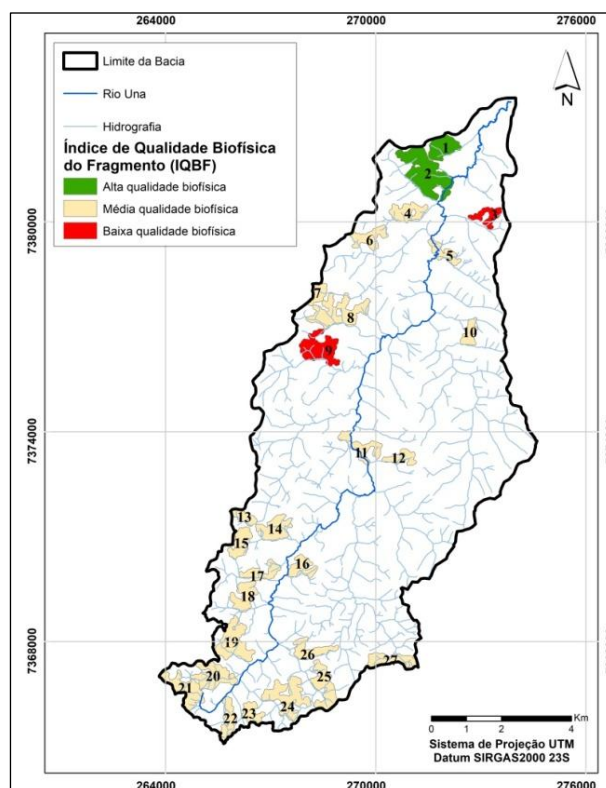 264000 270000 276000
Limite da Bacia
Rio Una
Hidrografia
Índice de Qualidade Biofísica
do Fragmento (IQBF)
Alta qualidade biofísica
Média qualidade biofísica
Baixa qualidade biofísica
N
1
2
4
3
7380000 7380000
6
5
7
8
10
9
7374000 7374000
11
12
13
14
15
16
17
18
19
7368000 7368000
26
27
20
25
21
24
23
22
Km
0 1 2 4
Sistema de Projeção UTM
Datum SIRGAS2000 23S
264000 270000 276000